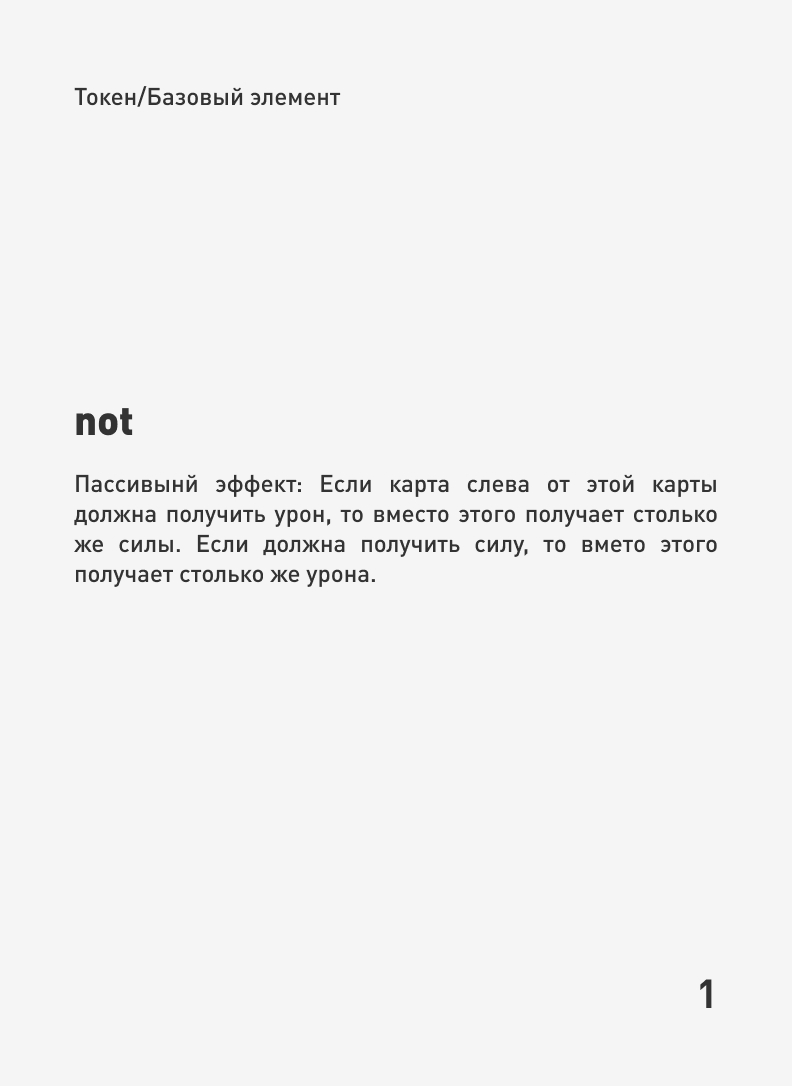 Токен/Базовый элемент
not
Пассивынй эффект: Если карта слева от этой карты
должна получить урон, то вместо этого получает столько
же силы. Если должна получить силу, то вмето этого
получает столько же урона.
1